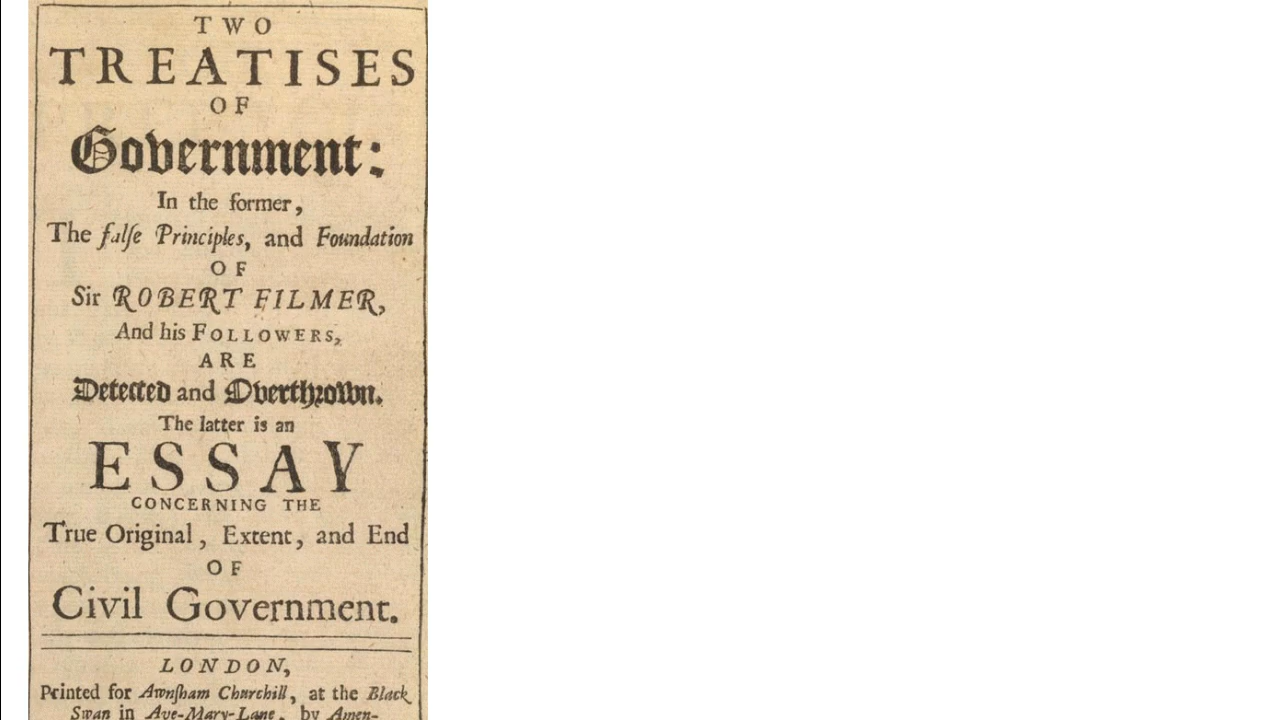 TWO
TREATISES
OF
Government:
In the former,
The falſe Principles, and Foundation
OF
Sir ROBERT FILMER,
And his FOLLOWERS,
ARE
Detected and Overthrown.
The latter is an
ESSAY
CONCERNING THE
True Original, Extent, and End
OF
Civil Government.
LONDON,
Printed for Awnſham Churchill, at the Black
Swan in Ave-Mary-Lane, by Amen-